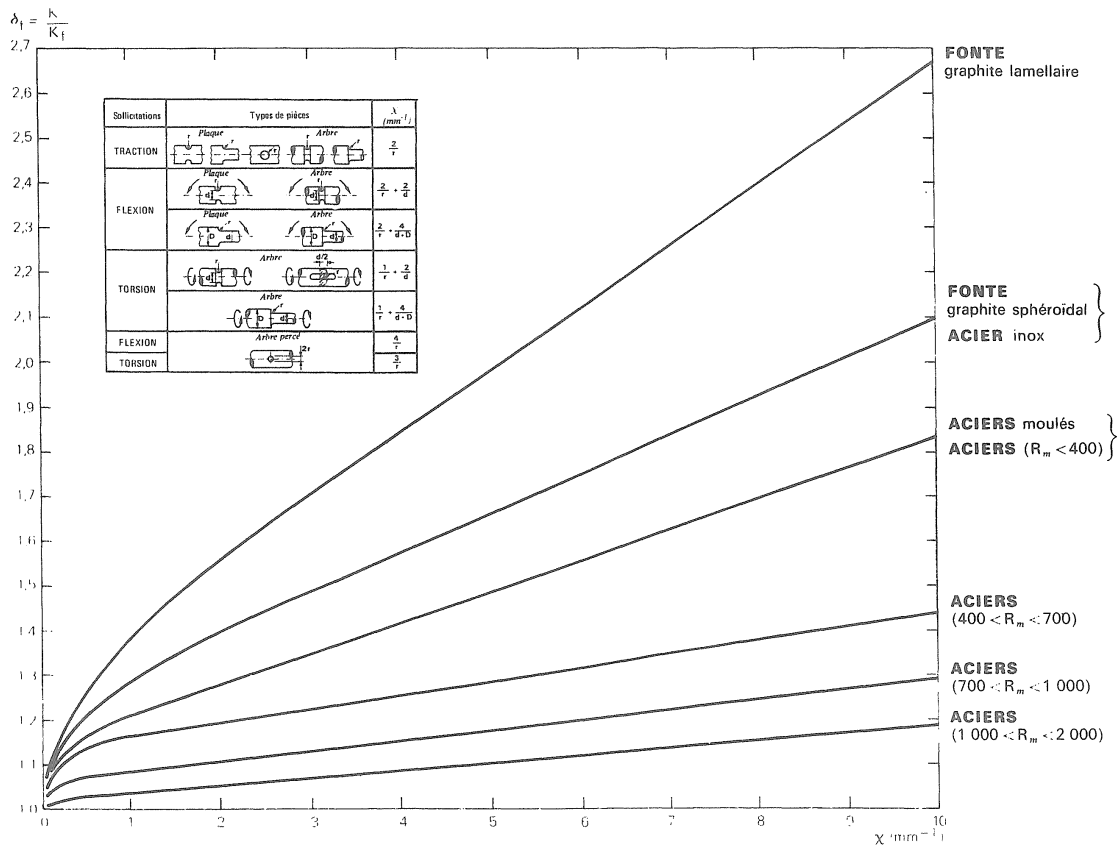 δf = K
Kf
2,7
2,6
2,5
2,4
2,3
2,2
2,1
2,0
1,9
1,8
1,7
1,6
1,5
1,4
1,3
1,2
1,1
1,0
0 1 2 3 4 5 6 7 8 9 10
χ (mm⁻¹)
FONTE
graphite lamellaire
FONTE
graphite sphéroïdal
ACIER inox
ACIERS moulés
ACIERS (Rm <400)
ACIERS
(400 <Rm <700)
ACIERS
(700 <Rm <1 000)
ACIERS
(1 000 <Rm <2 000)
Sollicitations Types de pièces χ (mm⁻¹)
TRACTION Plaque r r r Arbre r r 2/r
FLEXION
Plaque r d Arbre r d 2/r + 2/d
Plaque r D d Arbre r D d 2/r + 4/d+D
TORSION
r d Arbre d/2 r 1/r + 2/d
Arbre r D d 1/r + 4/d+D
FLEXION Arbre percé 2r 4/r
TORSION 3/r